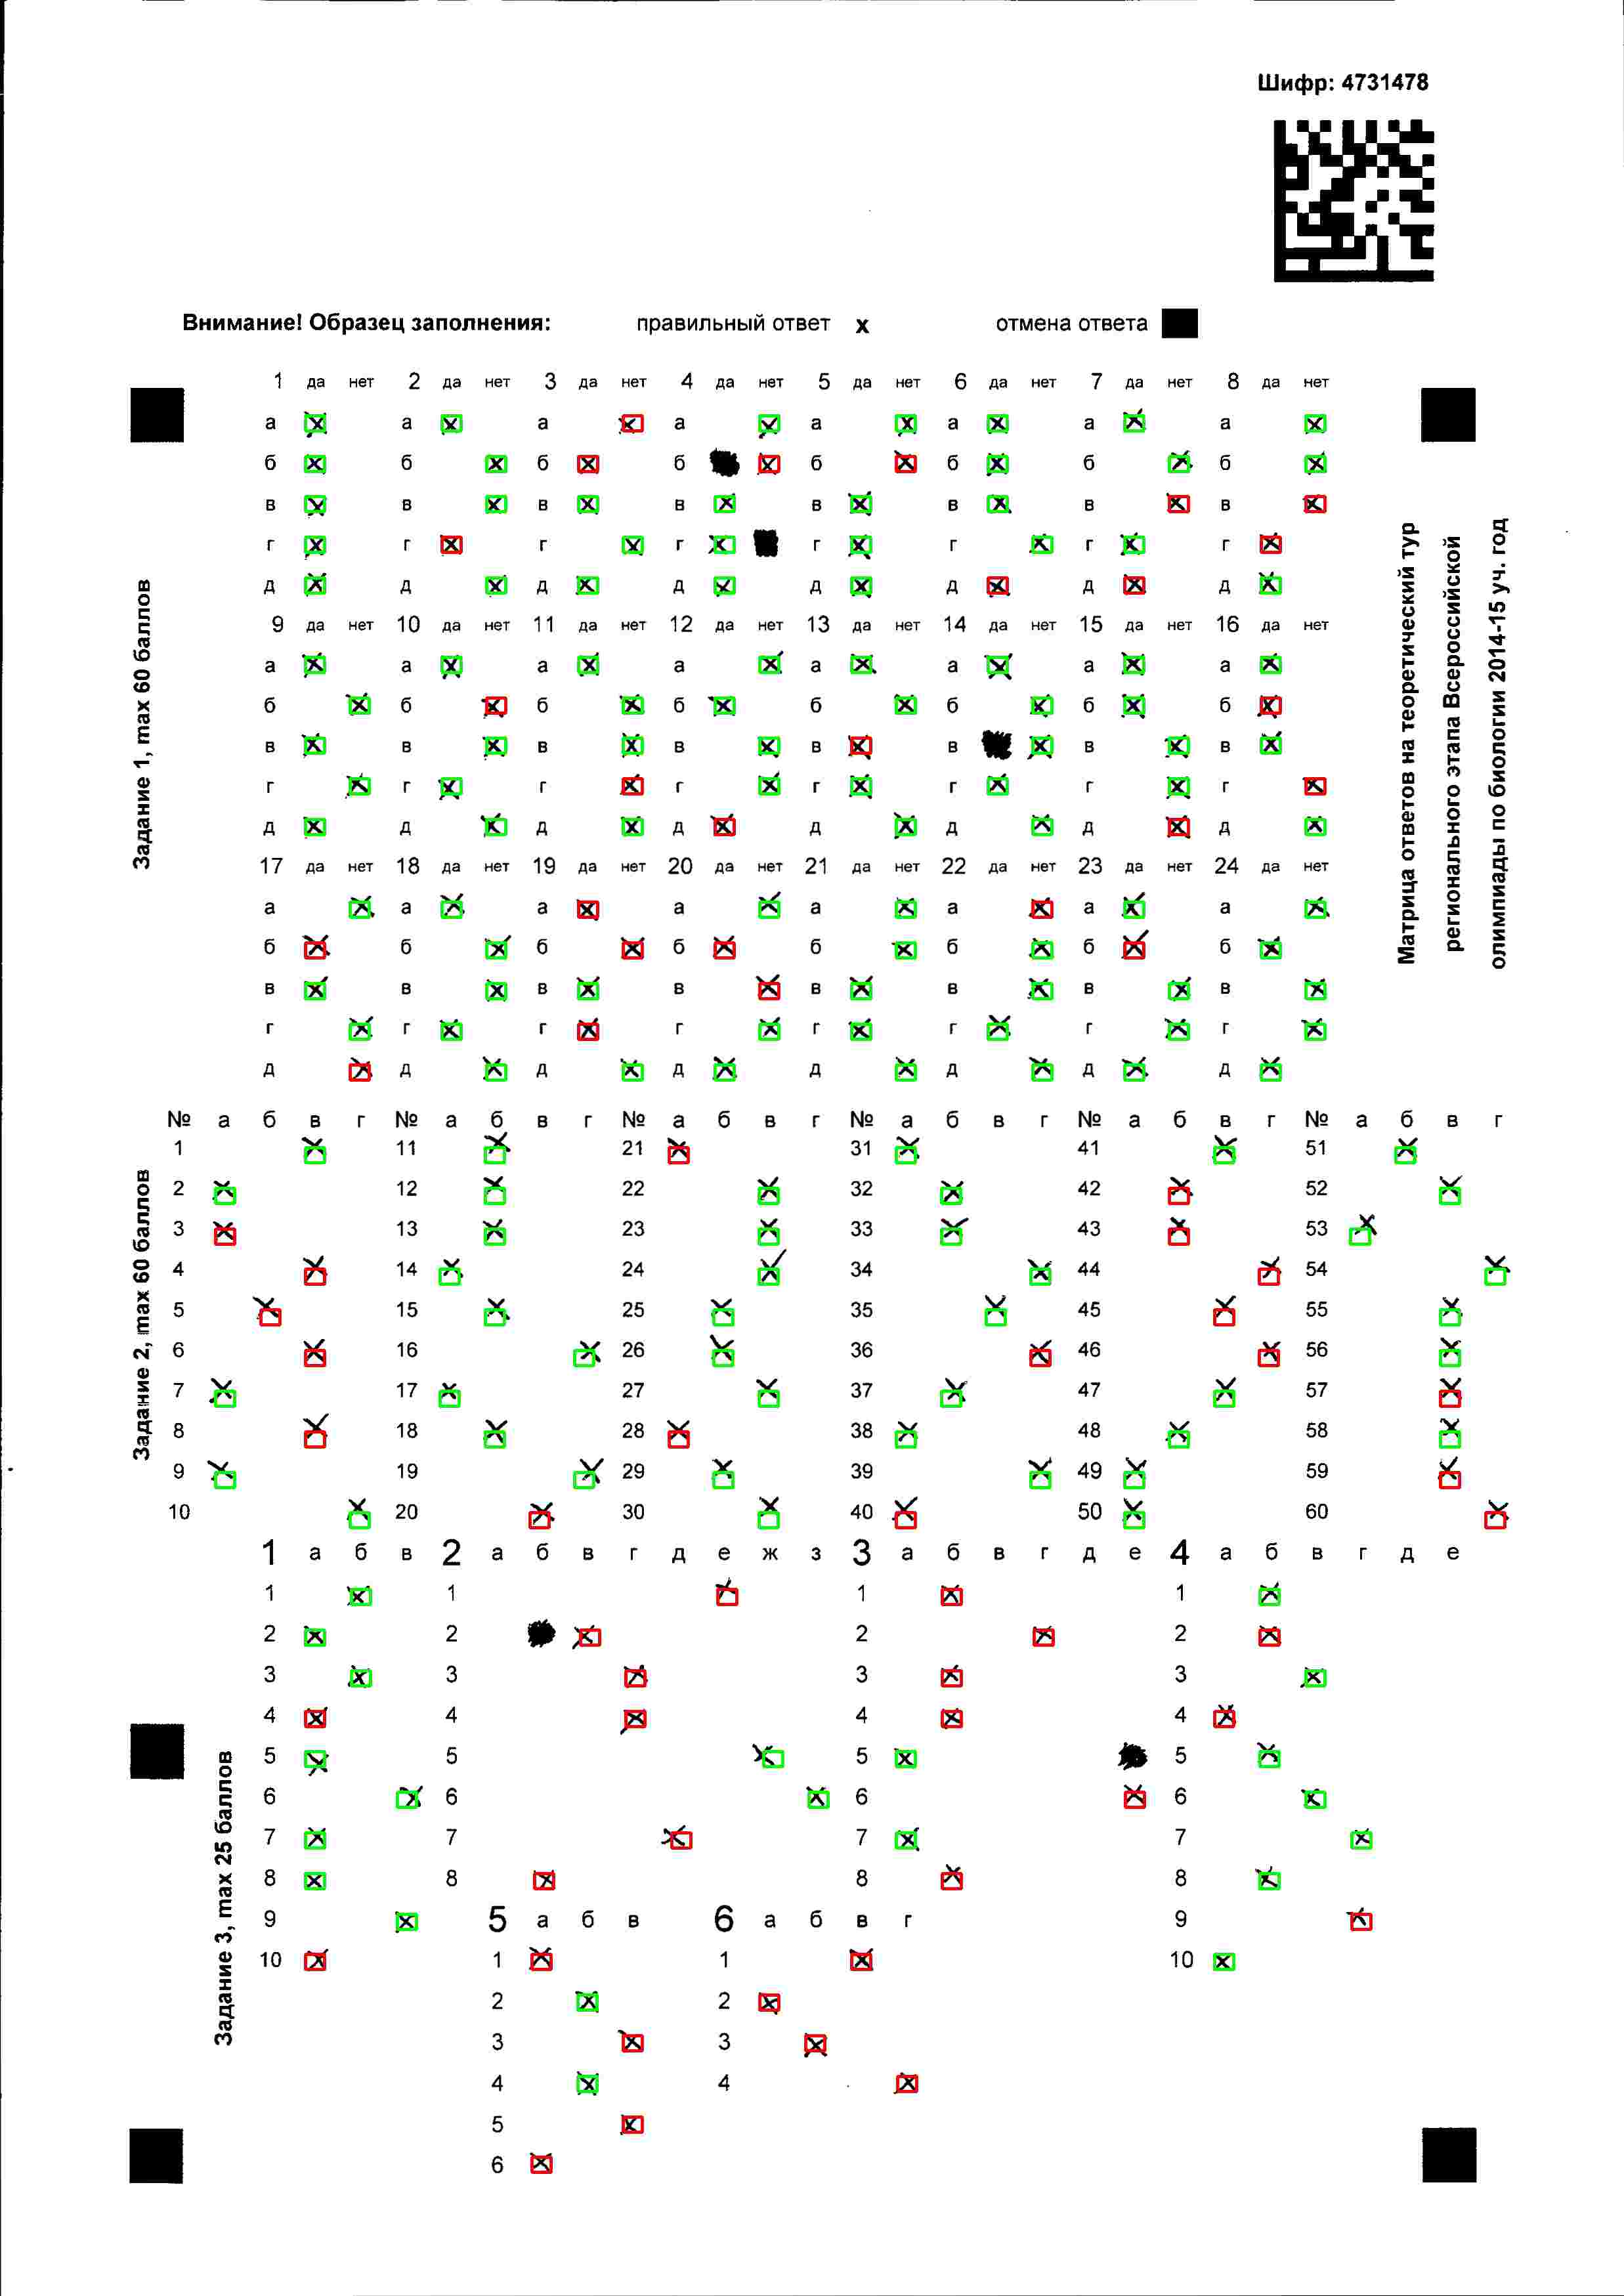 Шифр: 4731478
Внимание! Образец заполнения: правильный ответ x отмена ответа
1 да нет 2 да нет 3 да нет 4 да нет 5 да нет 6 да нет 7 да нет 8 да нет
а а а а а а а а
б б б б б б б б
в в в в в в в в
г г г г г г г г
д д д д д д д д
9 да нет 10 да нет 11 да нет 12 да нет 13 да нет 14 да нет 15 да нет 16 да нет
а а а а а а а а
б б б б б б б б
в в в в в в в в
г г г г г г г г
д д д д д д д д
17 да нет 18 да нет 19 да нет 20 да нет 21 да нет 22 да нет 23 да нет 24 да нет
а а а а а а а а
б б б б б б б б
в в в в в в в в
г г г г г г г г
д д д д д д д д
Задание 1, max 60 баллов
Матрица ответов на теоретический тур
регионального этапа Всероссийской
олимпиады по биологии 2014-15 уч. год
№ а б в г № а б в г № а б в г № а б в г № а б в г № а б в г
1 11 21 31 41 51
2 12 22 32 42 52
3 13 23 33 43 53
4 14 24 34 44 54
5 15 25 35 45 55
6 16 26 36 46 56
7 17 27 37 47 57
8 18 28 38 48 58
9 19 29 39 49 59
10 20 30 40 50 60
Задание 2, max 60 баллов
1 а б в 2 а б в г д е ж з 3 а б в г д е 4 а б в г д е
1 1 1 1
2 2 2 2
3 3 3 3
4 4 4 4
5 5 5 5
6 6 6 6
7 7 7 7
8 8 8 8
9 5 а б в 6 а б в г 9
10 1 1 10
2 2
3 3
4 4
5
6
Задание 3, max 25 баллов